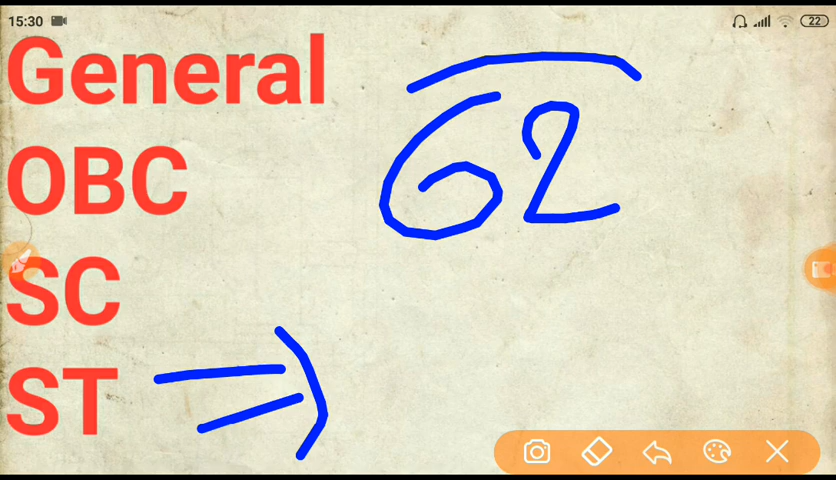 15:30 22
General
62
OBC
SC
ST =>